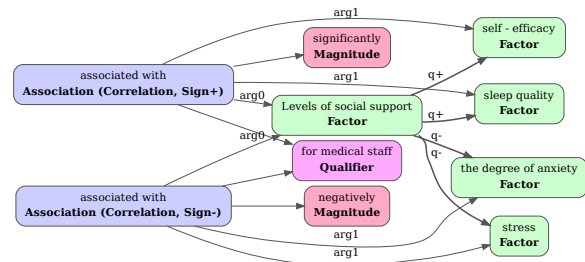 arg1
self - efficacy
Factor
significantly
Magnitude
associated with
Association (Correlation, Sign+)
arg1
q+
sleep quality
Factor
arg0
Levels of social support
Factor
q+
arg0
q-
q-
for medical staff
Qualifier
the degree of anxiety
Factor
associated with
Association (Correlation, Sign-)
negatively
Magnitude
arg1
stress
Factor
arg1